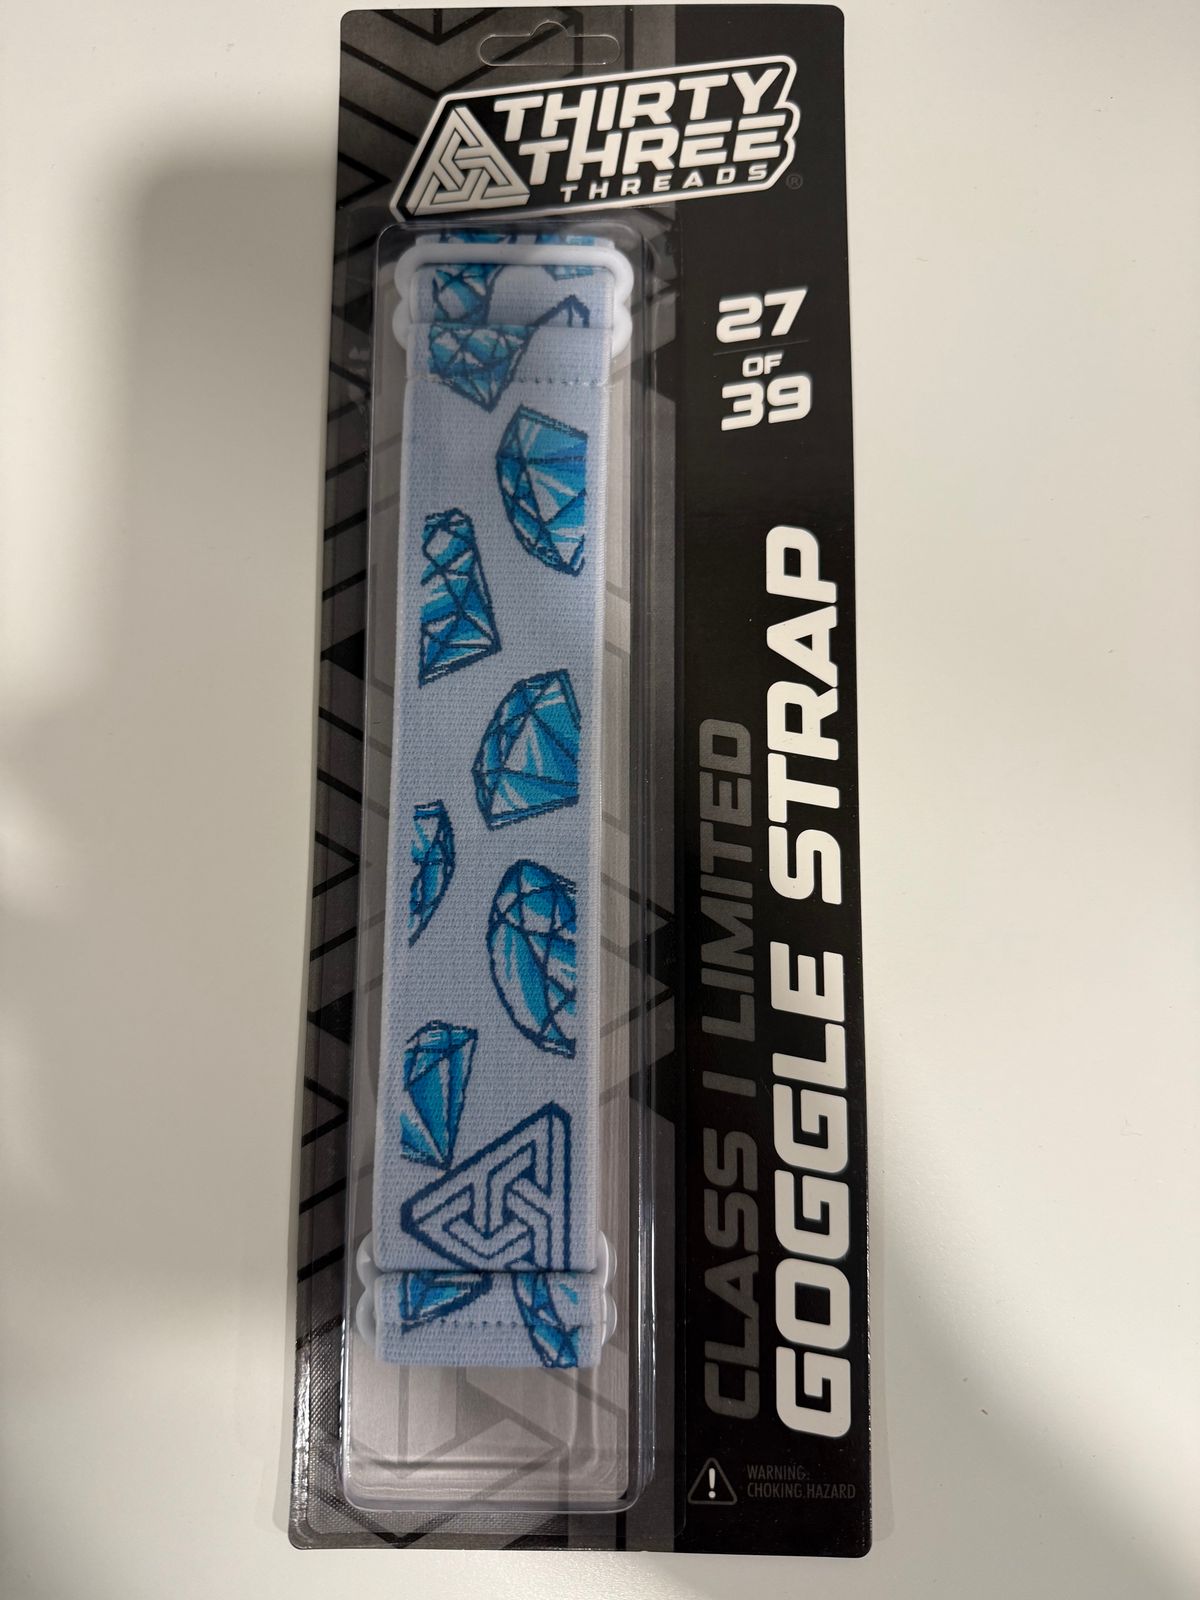 THIRTY
THREE
THREADS®
27
OF
39
CLASS I LIMITED
GOGGLE STRAP
WARNING:
CHOKING HAZARD